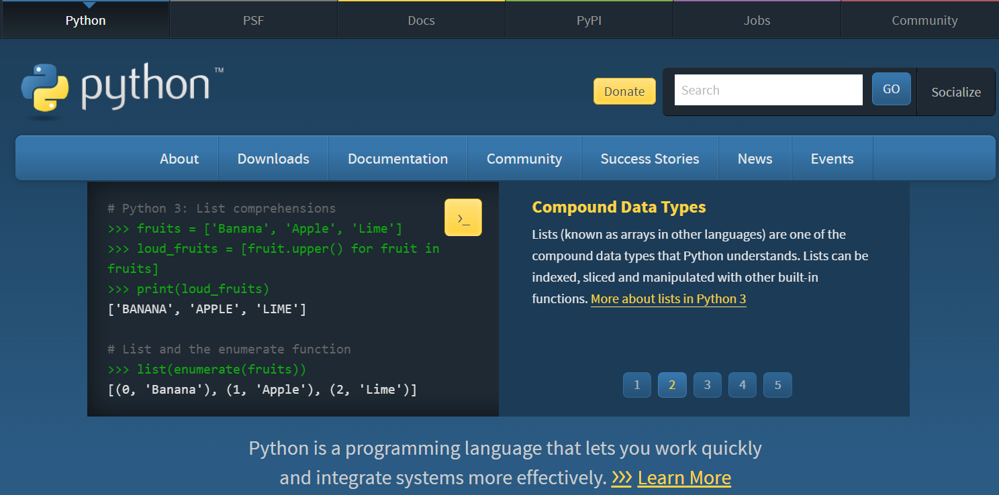 Python PSF Docs PyPI Jobs Community
python™
Donate Search GO Socialize
About Downloads Documentation Community Success Stories News Events
# Python 3: List comprehensions
>>> fruits = ['Banana', 'Apple', 'Lime']
>>> loud_fruits = [fruit.upper() for fruit in
fruits]
>>> print(loud_fruits)
['BANANA', 'APPLE', 'LIME']
# List and the enumerate function
>>> list(enumerate(fruits))
[(0, 'Banana'), (1, 'Apple'), (2, 'Lime')]
>_
Compound Data Types
Lists (known as arrays in other languages) are one of the
compound data types that Python understands. Lists can be
indexed, sliced and manipulated with other built-in
functions. More about lists in Python 3
1 2 3 4 5
Python is a programming language that lets you work quickly
and integrate systems more effectively. >>> Learn More